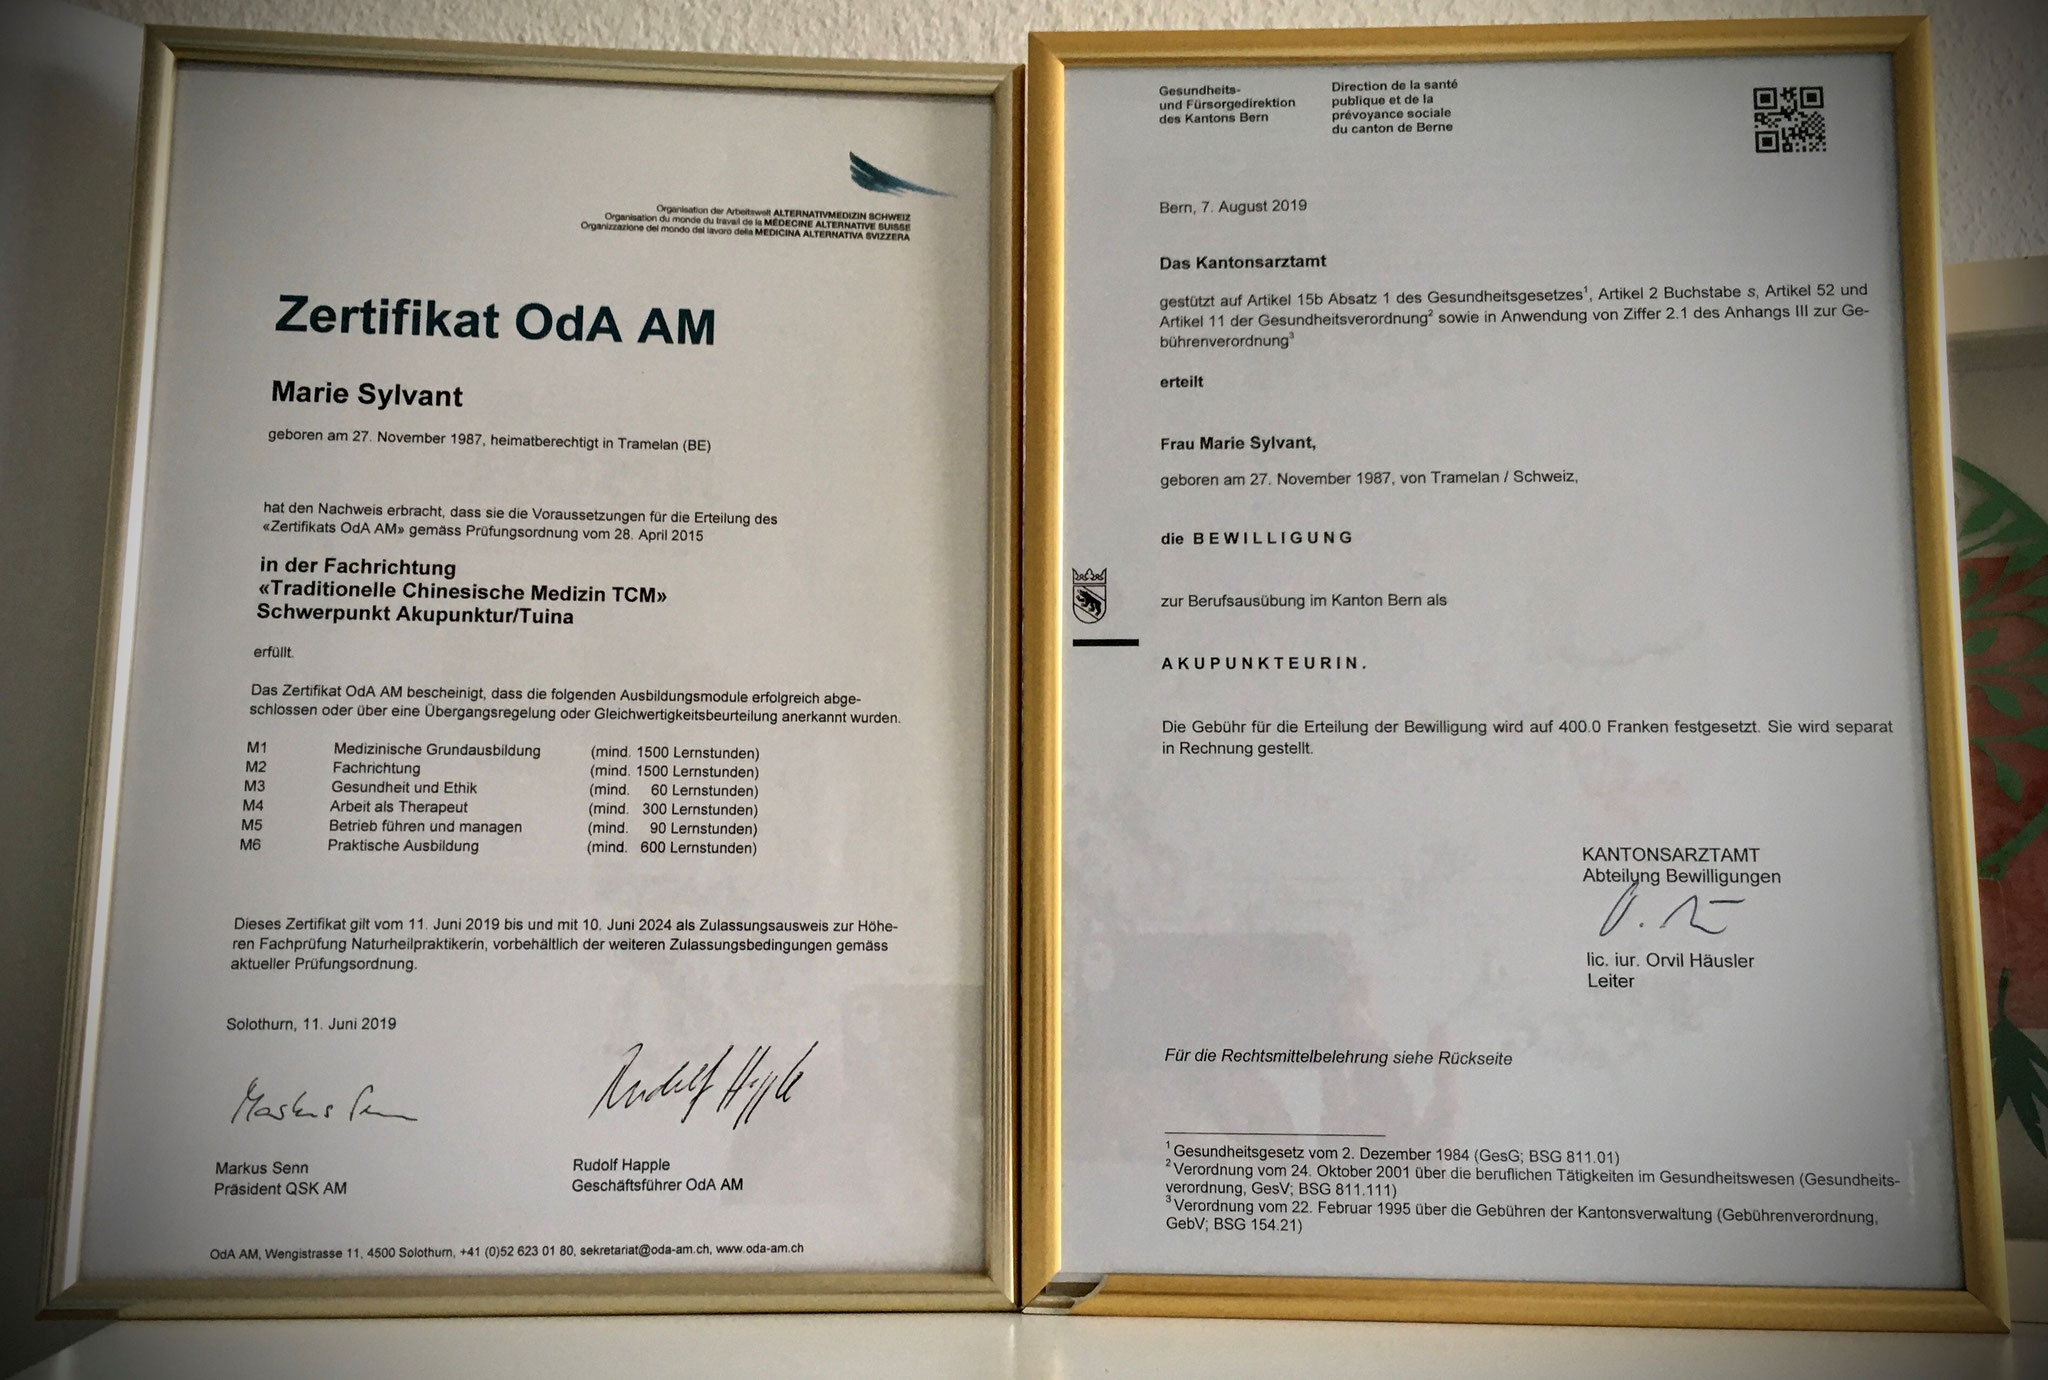 Organisation der Arbeitswelt ALTERNATIVMEDIZIN SCHWEIZ
Organisation du monde du travail de la MÉDECINE ALTERNATIVE SUISSE
Organizzazione del mondo del lavoro della MEDICINA ALTERNATIVA SVIZZERA
Zertifikat OdA AM
Marie Sylvant
geboren am 27. November 1987, heimatberechtigt in Tramelan (BE)
hat den Nachweis erbracht, dass sie die Voraussetzungen für die Erteilung des
«Zertifikats OdA AM» gemäss Prüfungsordnung vom 28. April 2015
in der Fachrichtung
«Traditionelle Chinesische Medizin TCM»
Schwerpunkt Akupunktur/Tuina
erfüllt.
Das Zertifikat OdA AM bescheinigt, dass die folgenden Ausbildungsmodule erfolgreich abge-
schlossen oder über eine Übergangsregelung oder Gleichwertigkeitsbeurteilung anerkannt wurden.
M1 Medizinische Grundausbildung (mind. 1500 Lernstunden)
M2 Fachrichtung (mind. 1500 Lernstunden)
M3 Gesundheit und Ethik (mind. 60 Lernstunden)
M4 Arbeit als Therapeut (mind. 300 Lernstunden)
M5 Betrieb führen und managen (mind. 90 Lernstunden)
M6 Praktische Ausbildung (mind. 600 Lernstunden)
Dieses Zertifikat gilt vom 11. Juni 2019 bis und mit 10. Juni 2024 als Zulassungsausweis zur Höhe-
ren Fachprüfung Naturheilpraktikerin, vorbehältlich der weiteren Zulassungsbedingungen gemäss
aktueller Prüfungsordnung.
Solothurn, 11. Juni 2019
Markus Senn
Rudolf Happle
Markus Senn
Präsident QSK AM
Rudolf Happle
Geschäftsführer OdA AM
OdA AM, Wengistrasse 11, 4500 Solothurn, +41 (0)52 623 01 80, sekretariat@oda-am.ch, www.oda-am.ch
Gesundheits-
und Fürsorgedirektion
des Kantons Bern
Direction de la santé
publique et de la
prévoyance sociale
du canton de Berne
Bern, 7. August 2019
Das Kantonsarztamt
gestützt auf Artikel 15b Absatz 1 des Gesundheitsgesetzes¹, Artikel 2 Buchstabe s, Artikel 52 und
Artikel 11 der Gesundheitsverordnung² sowie in Anwendung von Ziffer 2.1 des Anhangs III zur Ge-
bührenverordnung³
erteilt
Frau Marie Sylvant,
geboren am 27. November 1987, von Tramelan / Schweiz,
die BEWILLIGUNG
zur Berufsausübung im Kanton Bern als
AKUPUNKTEURIN.
Die Gebühr für die Erteilung der Bewilligung wird auf 400.0 Franken festgesetzt. Sie wird separat
in Rechnung gestellt.
KANTONSARZTAMT
Abteilung Bewilligungen
lic. iur. Orvil Häusler
Leiter
Für die Rechtsmittelbelehrung siehe Rückseite
¹ Gesundheitsgesetz vom 2. Dezember 1984 (GesG; BSG 811.01)
² Verordnung vom 24. Oktober 2001 über die beruflichen Tätigkeiten im Gesundheitswesen (Gesundheits-
verordnung, GesV; BSG 811.111)
³ Verordnung vom 22. Februar 1995 über die Gebühren der Kantonsverwaltung (Gebührenverordnung,
GebV; BSG 154.21)